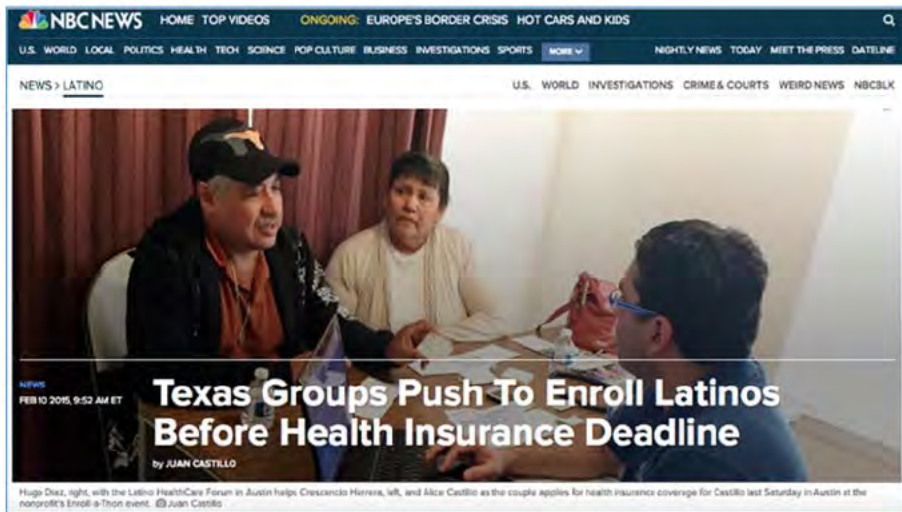 NBC NEWS HOME TOP VIDEOS ONGOING: EUROPE'S BORDER CRISIS HOT CARS AND KIDS
U.S. WORLD LOCAL POLITICS HEALTH TECH SCIENCE POP CULTURE BUSINESS INVESTIGATIONS SPORTS MORE NIGHTLY NEWS TODAY MEET THE PRESS DATELINE
NEWS > LATINO U.S. WORLD INVESTIGATIONS CRIME & COURTS WEIRD NEWS NBCBLK
NEWS
FEB 10 2015, 9:52 AM ET
Texas Groups Push To Enroll Latinos
Before Health Insurance Deadline
by JUAN CASTILLO
Hugo Diaz, right, with the Latino HealthCare Forum in Austin helps Crescencio Herrera, left, and Alice Castillo as the couple applies for health insurance coverage for Castillo last Saturday in Austin at the
nonprofit's Enroll-a-Thon event. Juan Castillo